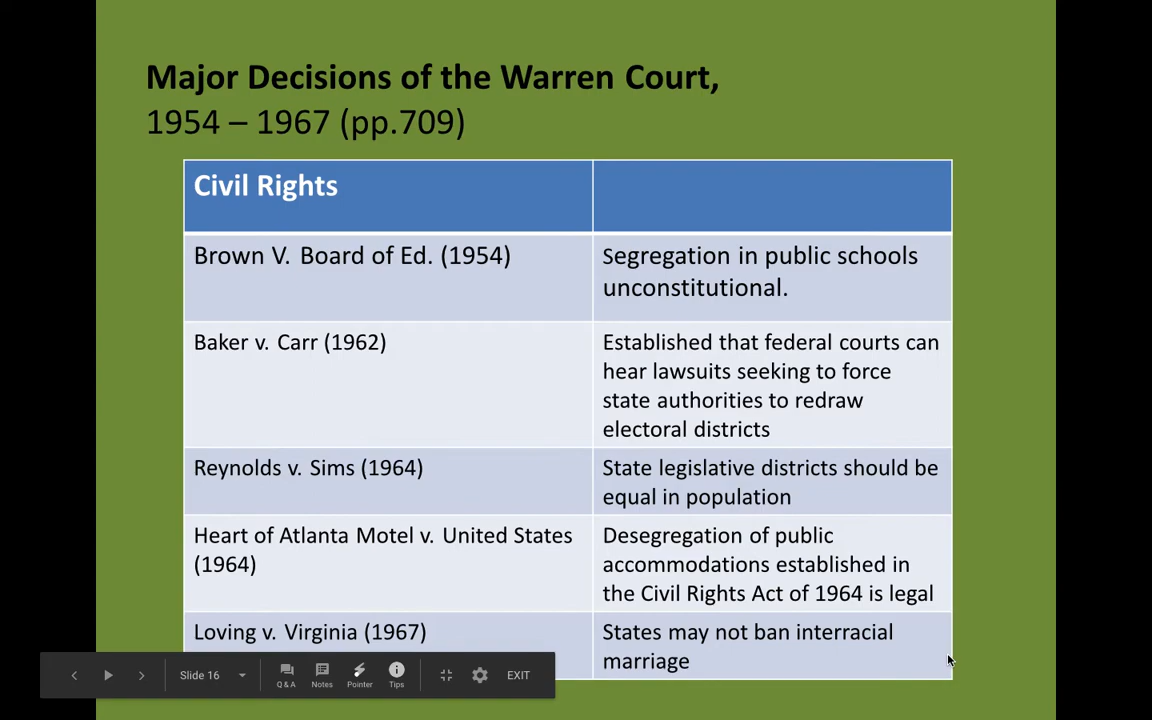 Major Decisions of the Warren Court,
1954 – 1967 (pp.709)
Civil Rights
Brown V. Board of Ed. (1954)
Segregation in public schools
unconstitutional.
Baker v. Carr (1962)
Established that federal courts can
hear lawsuits seeking to force
state authorities to redraw
electoral districts
Reynolds v. Sims (1964)
State legislative districts should be
equal in population
Heart of Atlanta Motel v. United States
(1964)
Desegregation of public
accommodations established in
the Civil Rights Act of 1964 is legal
Loving v. Virginia (1967)
States may not ban interracial
marriage
Slide 16
Q & A
Notes
Pointer
Tips
EXIT